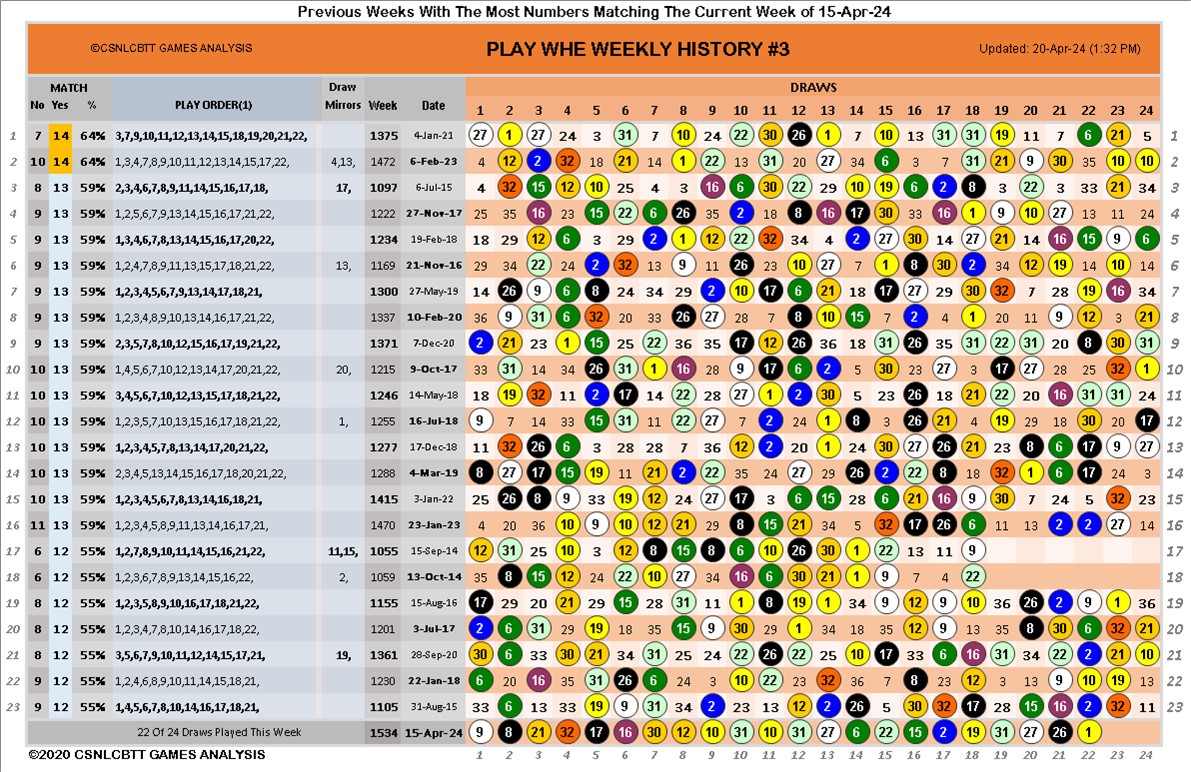 Previous Weeks With The Most Numbers Matching The Current Week of 15-Apr-24
©CSNLCBTT GAMES ANALYSIS PLAY WHE WEEKLY HISTORY #3 Updated: 20-Apr-24 (1:32 PM)
MATCH Draw DRAWS
No Yes % PLAY ORDER(1) Mirrors Week Date 1 2 3 4 5 6 7 8 9 10 11 12 13 14 15 16 17 18 19 20 21 22 23 24
1 7 14 64% 3,7,9,10,11,12,13,14,15,18,19,20,21,22, 1375 4-Jan-21 27 1 27 24 3 31 7 10 24 22 30 26 1 7 10 13 31 31 19 11 7 6 21 5 1
2 10 14 64% 1,3,4,7,8,9,10,11,12,13,14,15,17,22, 4,13, 1472 6-Feb-23 4 12 2 32 18 21 14 1 22 13 31 20 27 34 6 3 7 31 21 9 30 35 10 10 2
3 8 13 59% 2,3,4,6,7,8,9,11,14,15,16,17,18, 17, 1097 6-Jul-15 4 32 15 12 10 25 4 3 16 6 30 22 29 10 19 16 2 8 3 22 3 33 21 34 3
4 9 13 59% 1,2,5,6,7,9,13,14,15,16,17,21,22, 1222 27-Nov-17 25 35 16 23 15 22 6 26 35 2 18 8 16 17 30 33 16 1 9 10 27 13 11 24 4
5 9 13 59% 1,3,4,6,7,8,13,14,15,16,17,20,22, 1234 19-Feb-18 18 29 12 6 3 29 2 1 12 22 32 34 4 2 27 30 14 27 21 14 16 15 9 6 5
6 9 13 59% 1,2,4,7,8,9,11,13,15,17,18,21,22, 13, 1169 21-Nov-16 29 34 22 24 2 32 13 9 11 26 23 10 27 7 1 8 30 2 34 12 19 14 10 14 6
7 9 13 59% 1,2,3,4,5,6,7,9,13,14,17,18,21, 1300 7-May-19 14 26 9 6 8 24 34 29 2 10 17 6 21 18 17 27 29 30 32 7 28 19 16 34 7
8 9 13 59% 1,2,3,4,8,9,10,13,14,16,17,21,22, 1337 10-Feb-20 36 9 31 6 32 20 33 26 27 28 7 8 10 15 7 2 4 1 20 11 9 12 3 21 8
9 9 13 59% 2,3,5,7,8,10,12,15,16,17,19,21,22, 1371 7-Dec-20 2 21 23 1 15 25 22 36 35 17 12 26 36 18 31 26 35 31 22 31 20 8 30 31 9
10 10 13 59% 1,4,5,6,7,10,12,13,14,17,20,21,22, 20, 1215 9-Oct-17 33 31 14 34 26 31 1 16 28 9 17 6 2 5 30 23 27 3 17 27 28 25 32 1 10
11 10 13 59% 3,4,5,6,7,10,12,13,15,17,18,21,22, 1246 14-May-18 18 19 32 11 2 17 14 22 28 27 1 2 30 5 23 26 18 21 22 20 16 31 31 24 11
12 10 13 59% 1,2,3,5,7,10,13,15,16,17,18,21,22, 1, 1255 16-Jul-18 9 7 14 33 15 31 11 22 27 7 2 24 1 8 3 26 21 4 19 29 18 30 20 17 12
13 10 13 59% 1,2,4,5,7,8,13,14,17,20,21,22, 1277 17-Dec-18 11 32 26 6 3 28 28 7 36 12 2 20 1 24 30 27 26 21 23 8 6 17 9 27 13
14 10 13 59% 2,3,4,5,13,14,15,16,17,18,20,21,22, 1288 4-Mar-19 8 27 17 15 19 11 21 2 22 35 24 27 29 26 2 22 8 18 32 1 6 17 24 3 14
15 10 13 59% 1,2,3,4,5,6,7,8,13,14,16,18,21, 1415 3-Jan-22 25 26 8 9 33 19 12 24 27 17 3 6 15 28 6 21 16 9 30 7 24 5 32 23 15
16 11 13 59% 1,2,3,4,5,8,9,11,13,14,16,17,21, 1470 23-Jan-23 4 20 36 10 9 10 12 21 29 8 15 21 34 5 32 17 26 6 11 13 2 2 27 14 16
17 6 12 55% 1,2,7,8,9,10,11,14,15,16,21,22, 11,15, 1055 15-Sep-14 12 31 25 10 3 12 8 15 8 6 10 26 30 1 22 13 11 9 17
18 6 12 55% 1,2,3,6,7,8,13,14,15,16,22, 2, 1059 13-Oct-14 35 8 15 12 24 22 10 27 34 16 6 30 21 1 9 7 4 22 18
19 8 12 55% 1,2,3,5,8,9,10,16,17,18,21,22, 1155 15-Aug-16 17 29 20 21 29 15 28 31 11 1 8 19 1 34 9 12 9 10 36 26 2 9 1 36 19
20 8 12 55% 1,2,3,4,7,8,10,14,16,17,18,22, 1201 3-Jul-17 2 6 31 29 19 18 35 15 9 30 29 1 34 18 35 12 9 13 35 8 30 6 32 21 20
21 8 12 55% 3,5,6,7,9,10,11,12,14,15,17,21, 19, 1361 28-Sep-20 30 6 33 30 21 34 31 25 24 22 26 22 14 10 17 33 6 16 31 34 22 2 21 10 21
22 9 12 55% 1,2,4,6,8,9,10,11,14,15,18,21, 1230 22-Jan-18 6 20 16 35 31 26 6 24 3 10 22 23 32 36 7 8 23 12 3 13 9 10 19 13 22
23 9 12 55% 1,4,5,6,7,8,10,14,16,17,18,21, 1105 31-Aug-15 33 6 13 33 19 9 31 34 2 23 13 12 2 26 5 30 32 17 28 15 16 2 32 11 23
22 Of 24 Draws Played This Week 1534 15-Apr-24 9 8 21 32 17 16 30 12 10 31 10 31 27 6 15 2 19 19 31 27 26 1
©2020 CSNLCBTT GAMES ANALYSIS 1 2 3 4 5 6 7 8 9 10 11 12 13 14 15 16 17 18 19 20 21 22 23 24